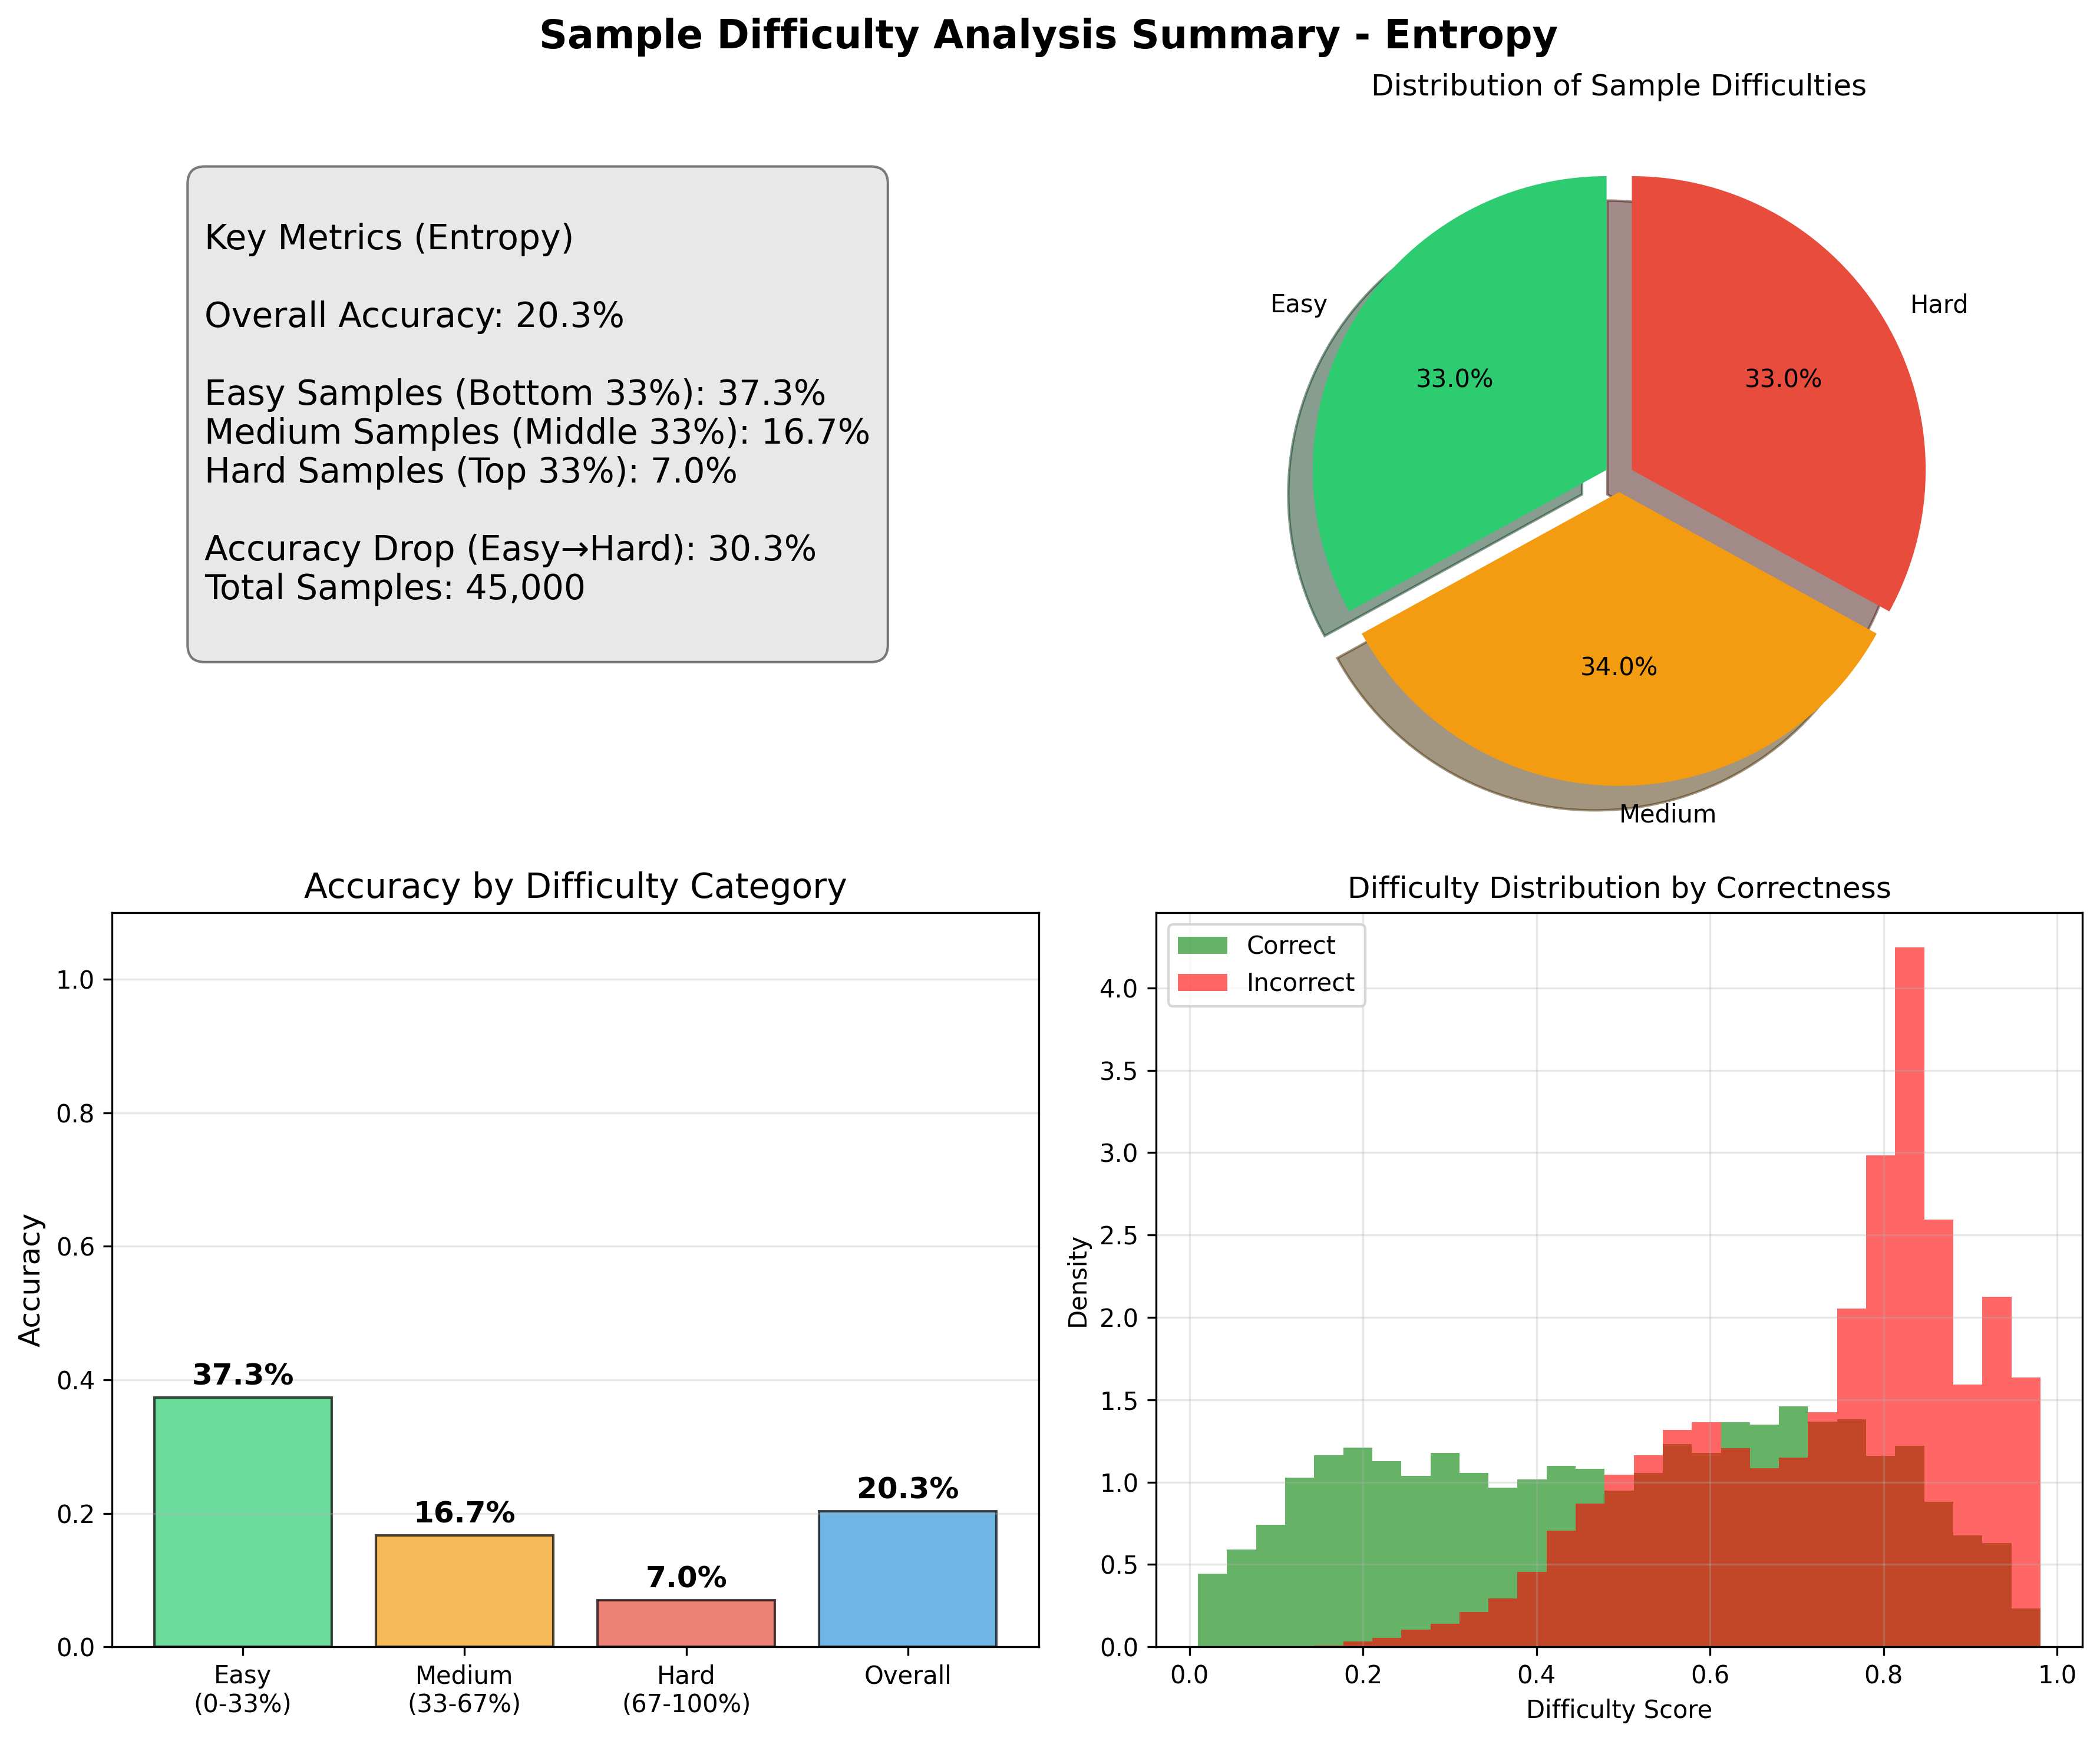 Sample Difficulty Analysis Summary - Entropy
Key Metrics (Entropy)
Overall Accuracy: 20.3%
Easy Samples (Bottom 33%): 37.3%
Medium Samples (Middle 33%): 16.7%
Hard Samples (Top 33%): 7.0%
Accuracy Drop (Easy→Hard): 30.3%
Total Samples: 45,000
Distribution of Sample Difficulties
Easy
Hard
33.0%
33.0%
34.0%
Medium
Accuracy by Difficulty Category
Accuracy
1.0
0.8
0.6
0.4
0.2
0.0
37.3%
16.7%
7.0%
20.3%
Easy
(0-33%)
Medium
(33-67%)
Hard
(67-100%)
Overall
Difficulty Distribution by Correctness
Correct
Incorrect
Density
4.0
3.5
3.0
2.5
2.0
1.5
1.0
0.5
0.0
0.0
0.2
0.4
0.6
0.8
1.0
Difficulty Score